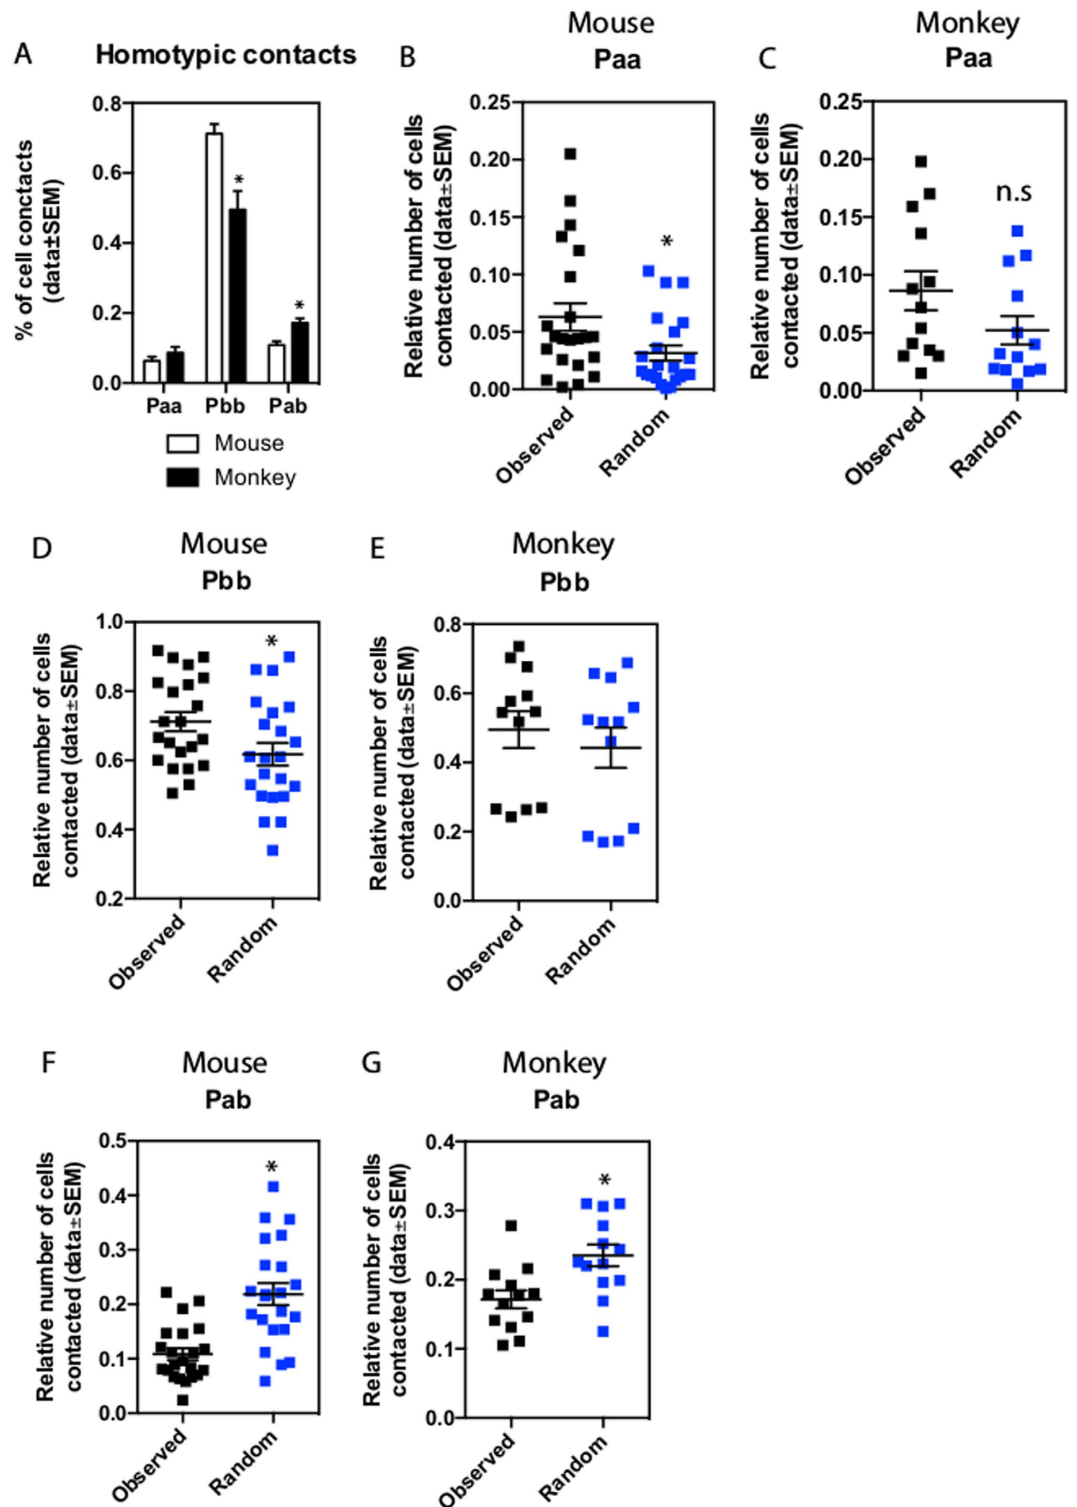 A
Homotypic contacts
% of cell conctacts
(data±SEM)
0.8
0.6
0.4
0.2
0.0
*
*
Paa
Pbb
Pab
Mouse
Monkey
B
Mouse
Paa
Relative number of cells
contacted (data±SEM)
0.25
0.20
0.15
0.10
0.05
0.00
*
Observed
Random
C
Monkey
Paa
Relative number of cells
contacted (data±SEM)
0.25
0.20
0.15
0.10
0.05
0.00
n.s
Observed
Random
D
Mouse
Pbb
Relative number of cells
contacted (data±SEM)
1.0
0.8
0.6
0.4
0.2
*
Observed
Random
E
Monkey
Pbb
Relative number of cells
contacted (data±SEM)
0.8
0.6
0.4
0.2
0.0
Observed
Random
F
Mouse
Pab
Relative number of cells
contacted (data±SEM)
0.5
0.4
0.3
0.2
0.1
0.0
*
Observed
Random
G
Monkey
Pab
Relative number of cells
contacted (data±SEM)
0.4
0.3
0.2
0.1
0.0
*
Observed
Random